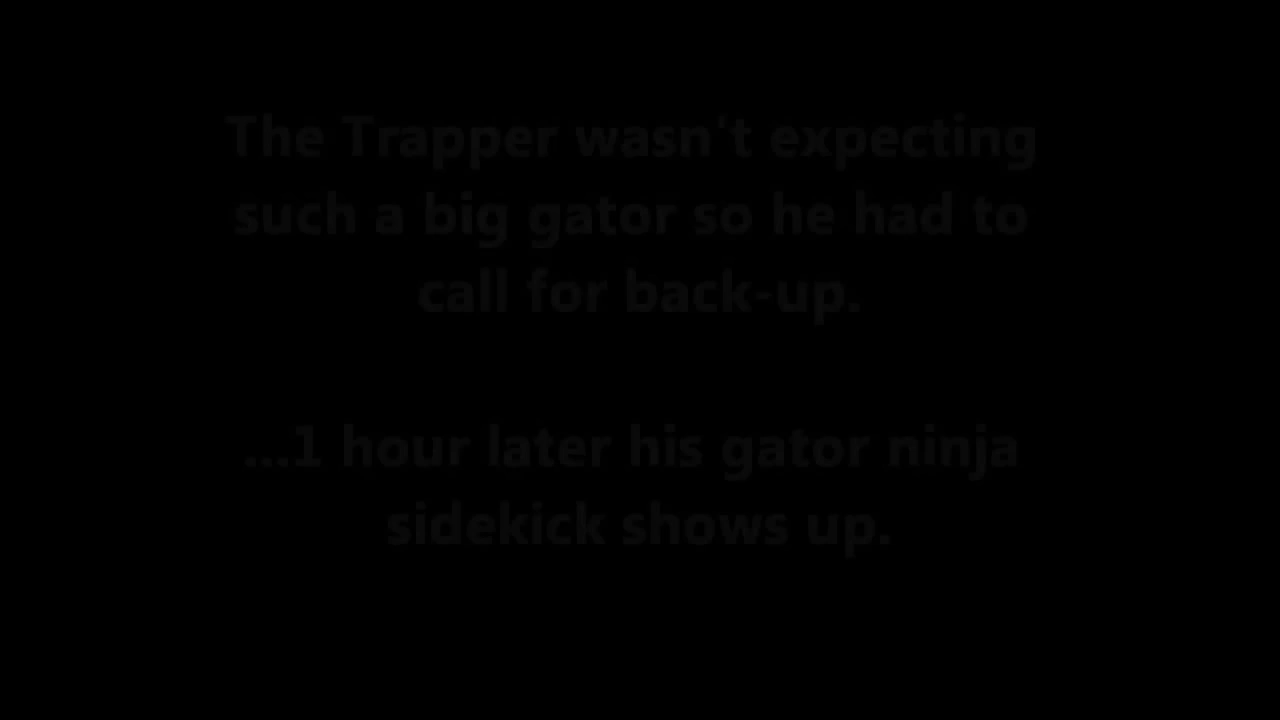 The Trapper wasn't expecting
such a big gator so he had to
call for back-up.
...1 hour later his gator ninja
sidekick shows up.